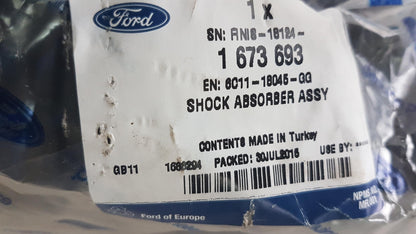 Ford
1 x
SN: RNIS-18124-
1 673 693
EN: 6C11-18045-GG
SHOCK ABSORBER ASSY
CONTENTS MADE IN Turkey
GB11
PACKED: 30JUL2015
USE BY:
Ford of Europe